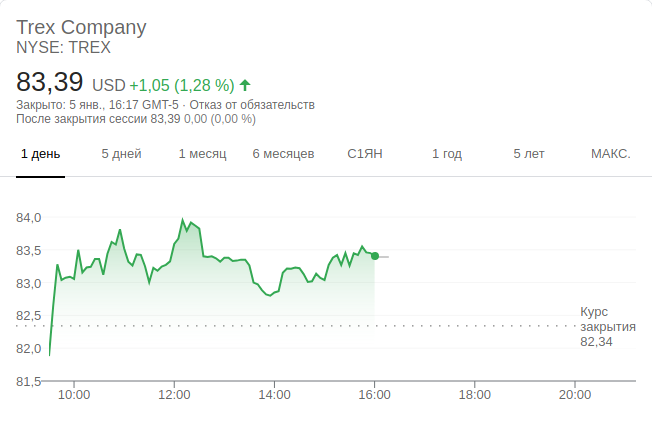 Trex Company
NYSE: TREX
83,39 USD +1,05 (1,28 %)
Закрыто: 5 янв., 16:17 GMT-5 · Отказ от обязательств
После закрытия сессии 83,39 0,00 (0,00 %)
1 день 5 дней 1 месяц 6 месяцев С1ЯН 1 год 5 лет МАКС.
84,0
83,5
83,0
82,5
82,0
81,5
Курс
закрытия
82,34
10:00 12:00 14:00 16:00 18:00 20:00